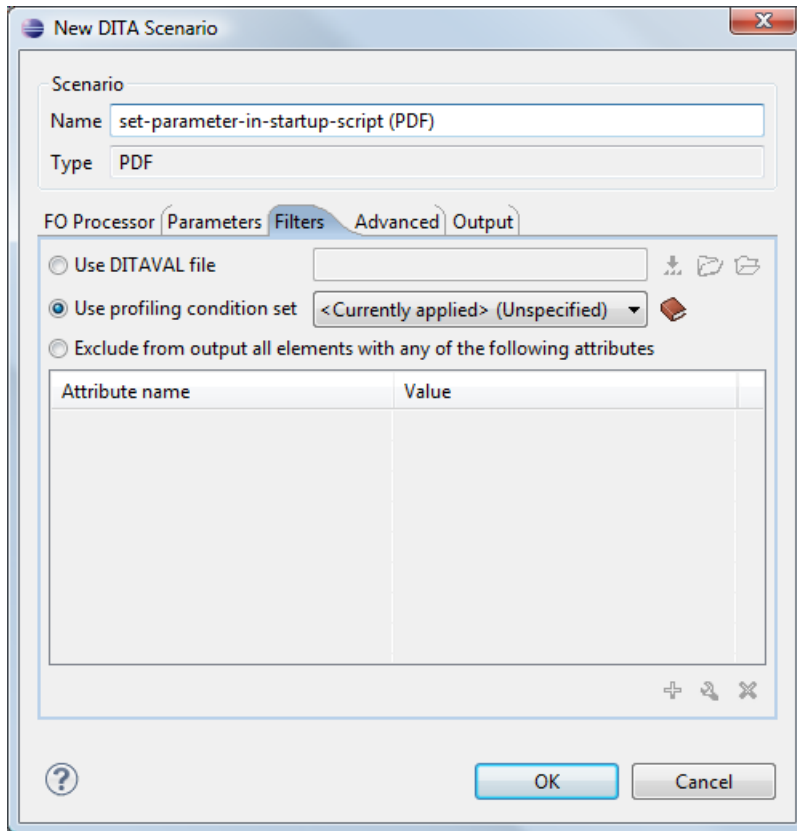 New DITA Scenario
Scenario
Name set-parameter-in-startup-script (PDF)
Type PDF
FO Processor Parameters Filters Advanced Output
Use DITAVAL file
Use profiling condition set <Currently applied> (Unspecified)
Exclude from output all elements with any of the following attributes
Attribute name Value
OK Cancel